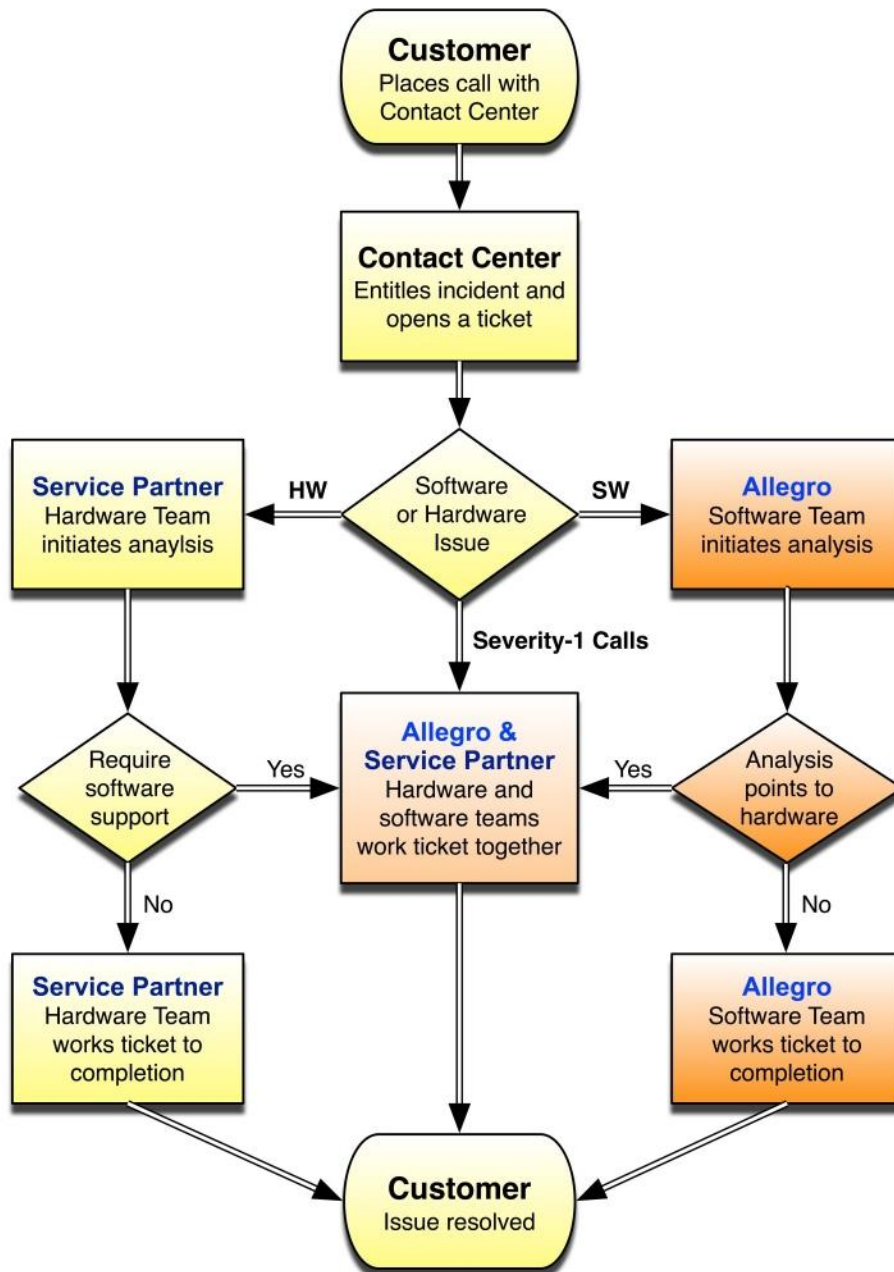 Customer
Places call with
Contact Center
Contact Center
Entitles incident and
opens a ticket
Service Partner
Hardware Team
initiates anaylsis
HW
Software
or Hardware
Issue
SW
Allegro
Software Team
initiates analysis
Severity-1 Calls
Require
software
support
Yes
Allegro &
Service Partner
Hardware and
software teams
work ticket together
Yes
Analysis
points to
hardware
No
No
Service Partner
Hardware Team
works ticket to
completion
Allegro
Software Team
works ticket to
completion
Customer
Issue resolved